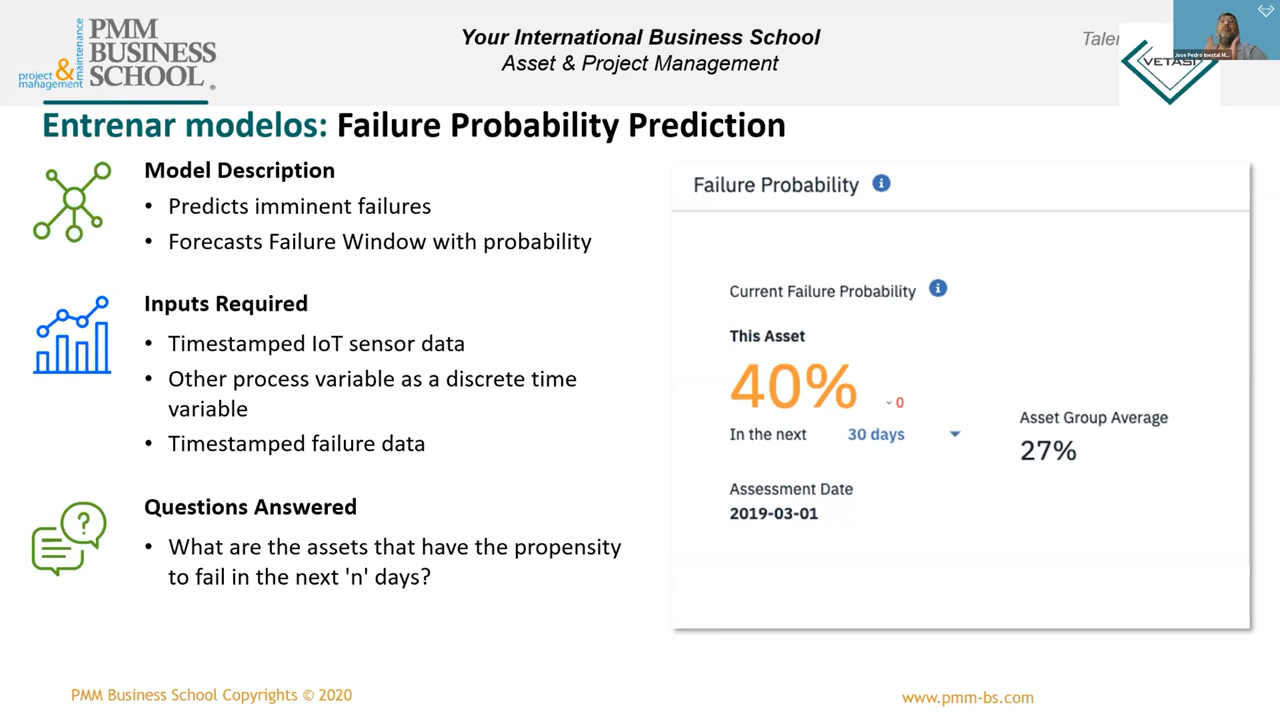 project & management
maintenance
PMM
BUSINESS
SCHOOL
Your International Business School
Asset & Project Management
VETASI
Jose Pedro
Entrenar modelos: Failure Probability Prediction
Model Description
• Predicts imminent failures
• Forecasts Failure Window with probability
Inputs Required
• Timestamped IoT sensor data
• Other process variable as a discrete time
variable
• Timestamped failure data
Questions Answered
• What are the assets that have the propensity
to fail in the next 'n' days?
Failure Probability
Current Failure Probability
This Asset
40%
0
In the next 30 days
Asset Group Average
27%
Assessment Date
2019-03-01
PMM Business School Copyrights © 2020
www.pmm-bs.com